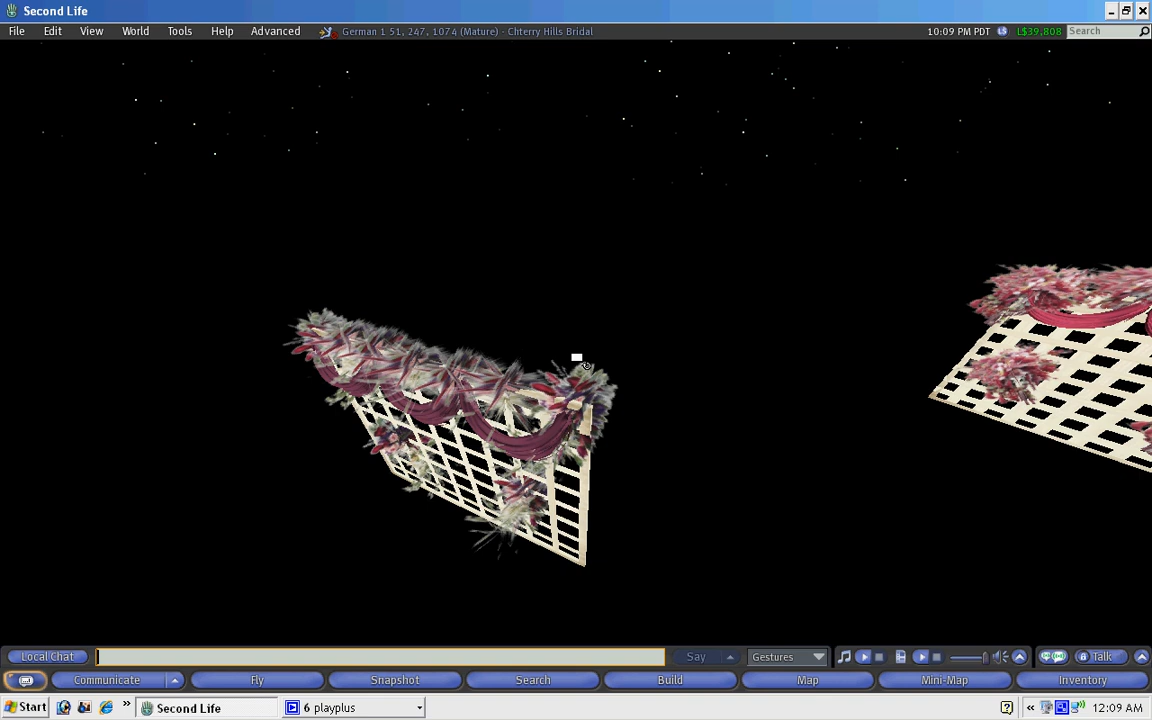 Second Life
File Edit View World Tools Help Advanced German 1 51, 247, 1074 (Mature) - Chterry Hills Bridal 10:09 PM PDT L$ L$39,808 Search
Local Chat Say Gestures Talk
Communicate Fly Snapshot Search Build Map Mini-Map Inventory
Start » Second Life 6 playplus « 12:09 AM